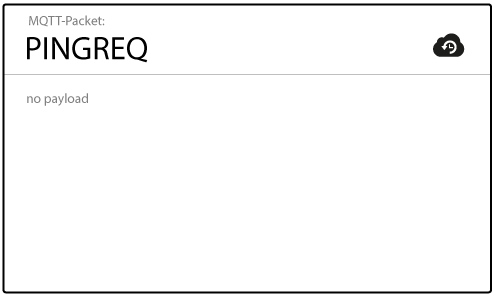 MQTT-Packet:
PINGREQ
no payload